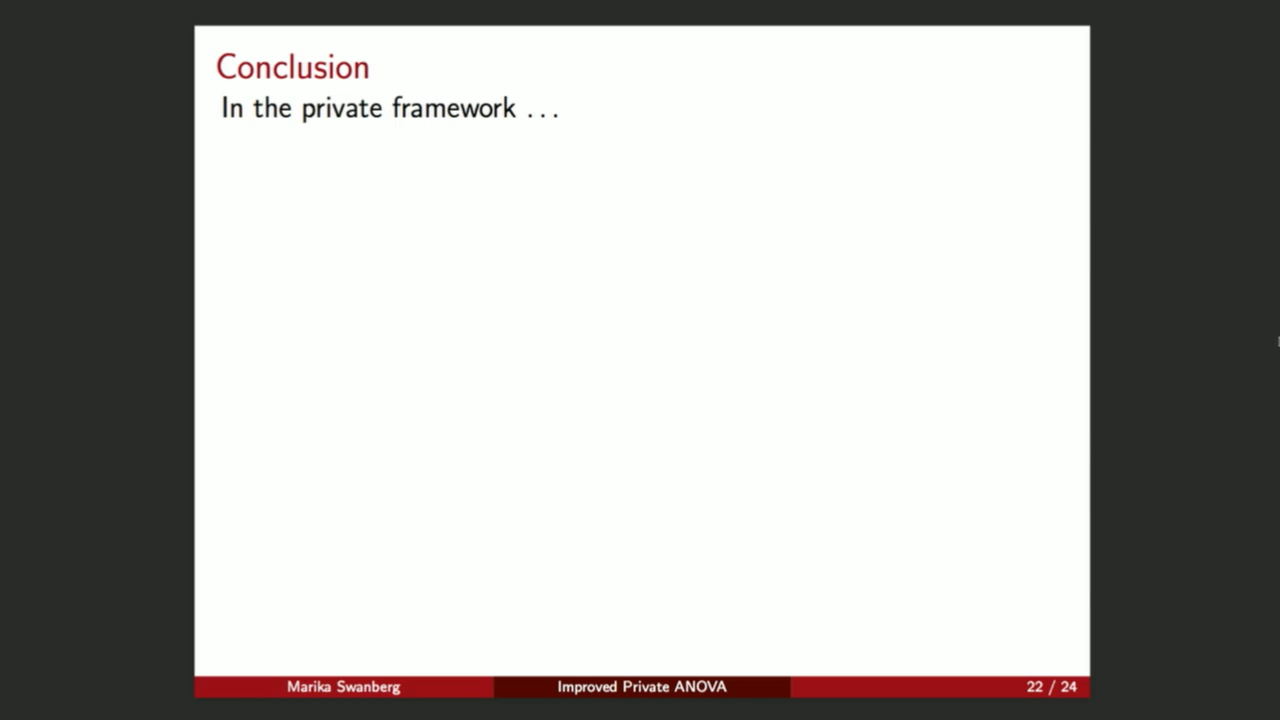 Conclusion
In the private framework . . .
Marika Swanberg
Improved Private ANOVA
22 / 24